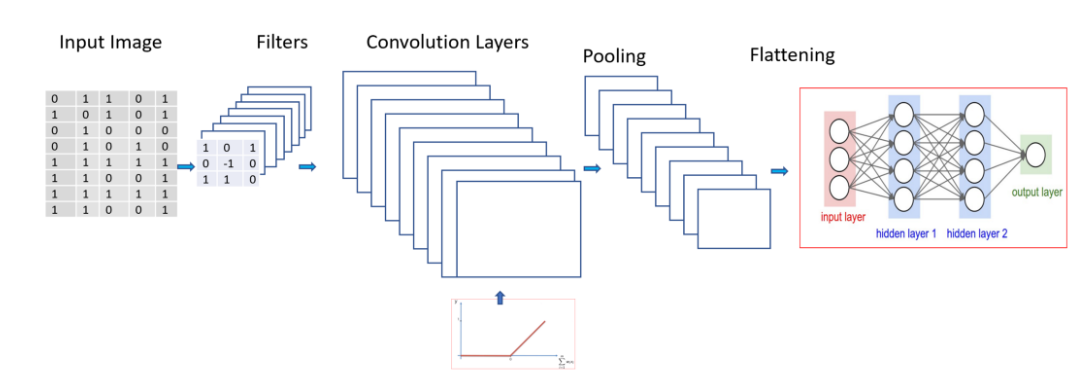 Input Image
Filters
Convolution Layers
Pooling
Flattening
0 1 1 0 1
1 0 1 0 1
0 1 0 0 0
0 1 0 1 0
1 1 1 1 1
1 1 0 0 1
1 1 1 1 1
1 1 0 0 1
1 0 1
0 -1 0
1 1 0
input layer
hidden layer 1
hidden layer 2
output layer